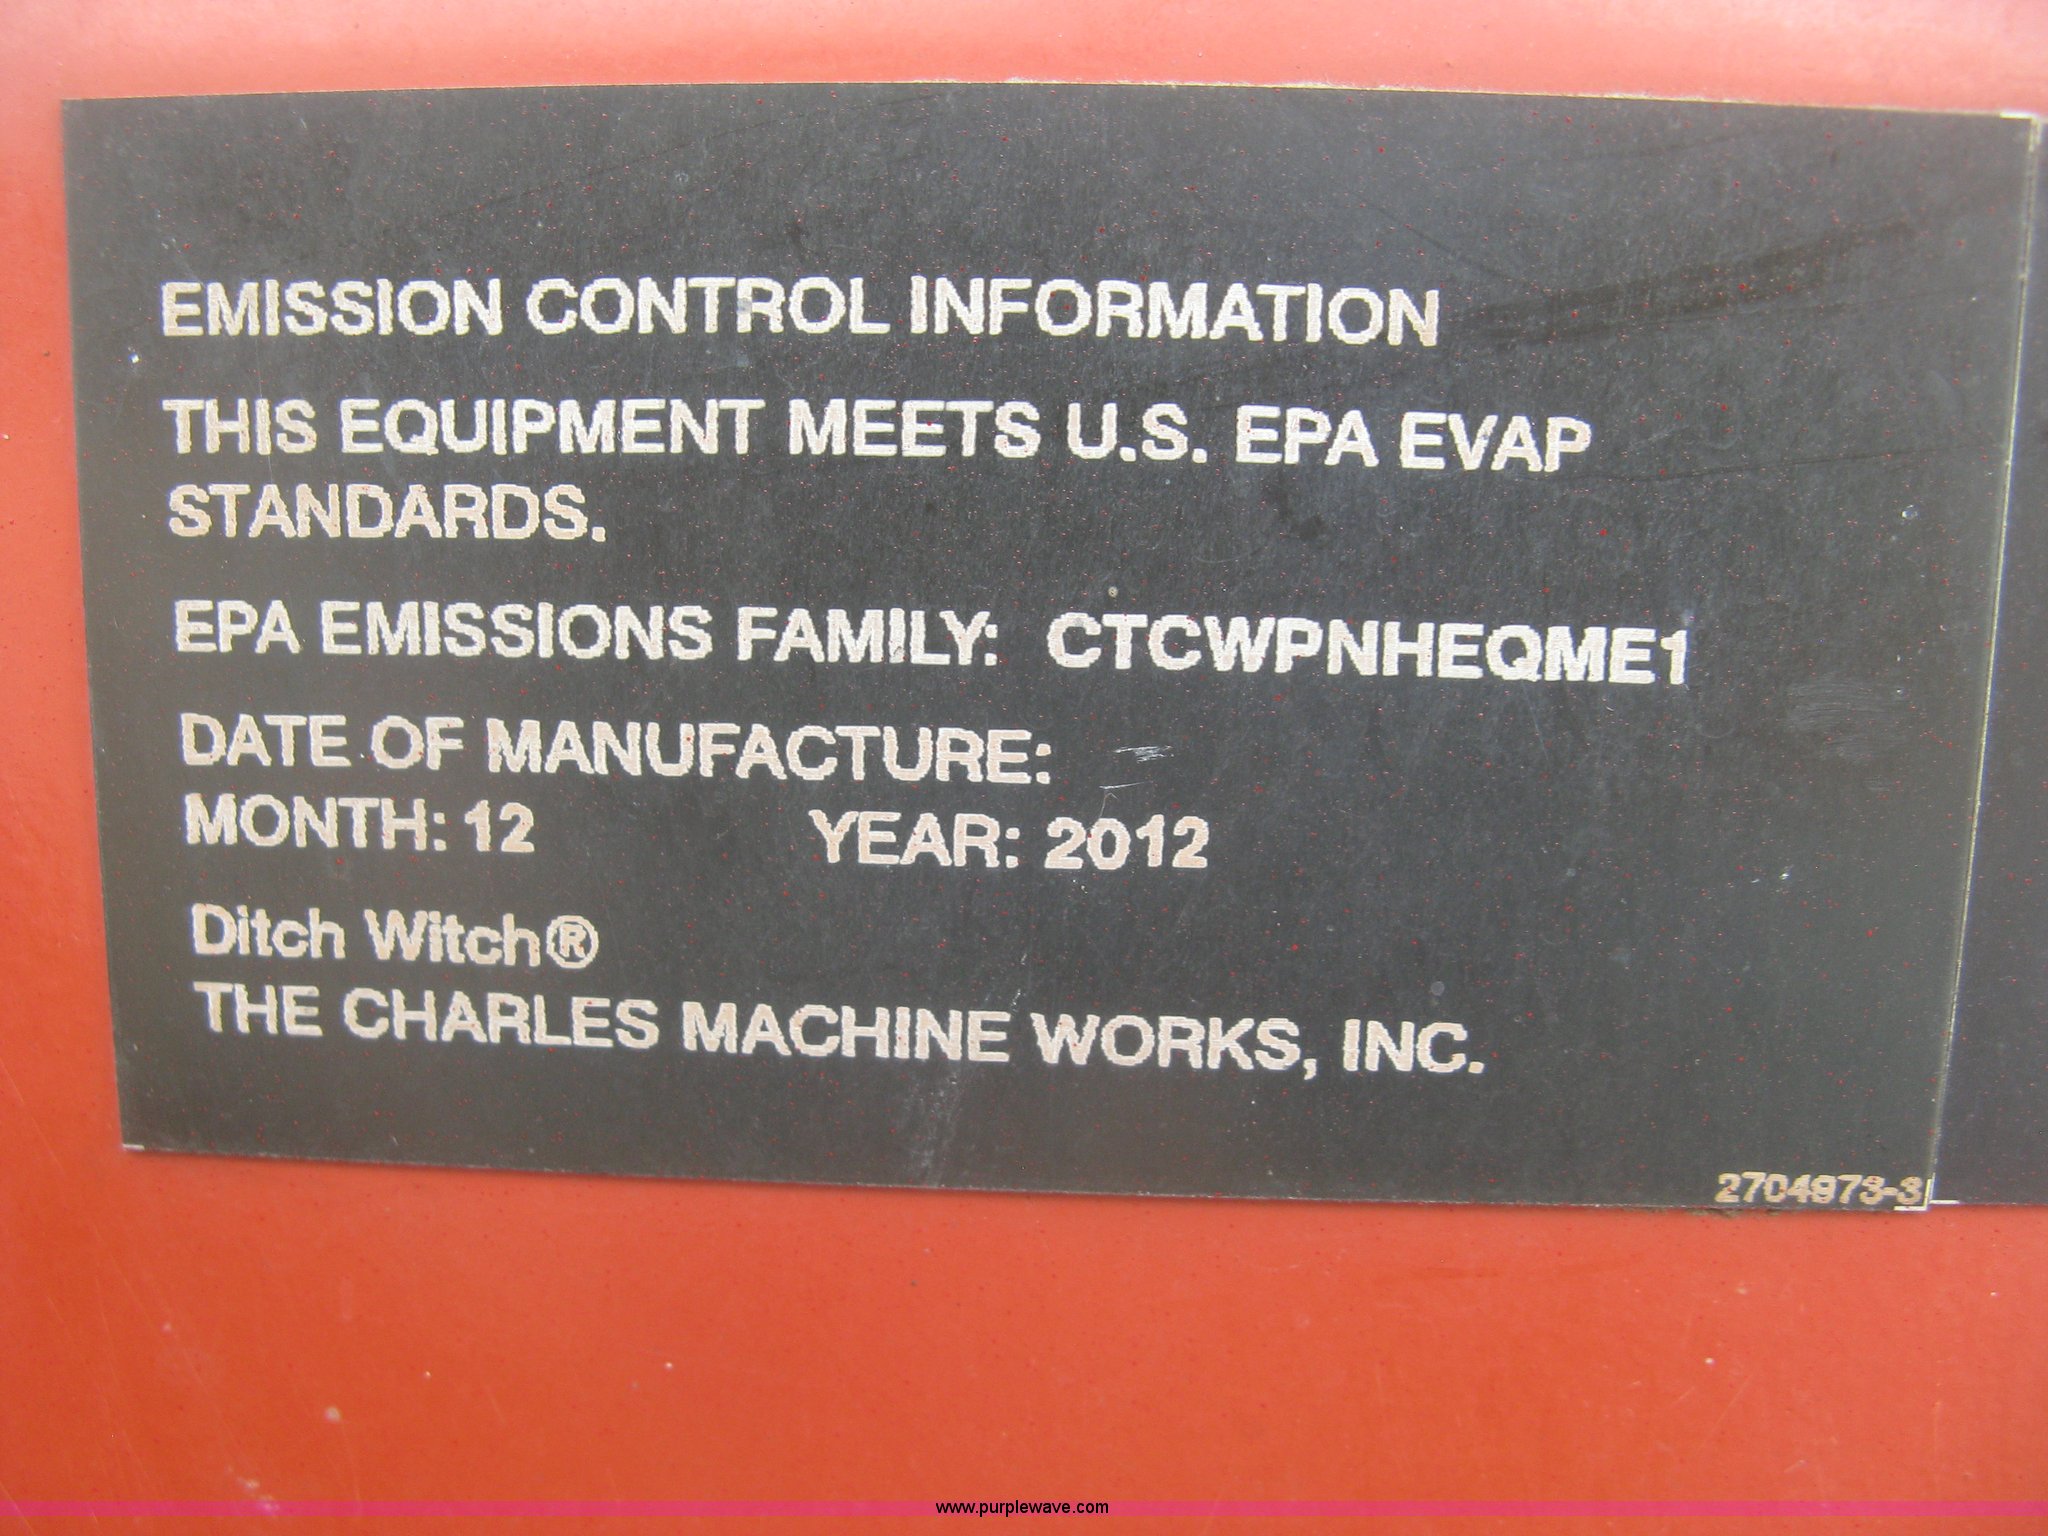 EMISSION CONTROL INFORMATION
THIS EQUIPMENT MEETS U.S. EPA EVAP
STANDARDS.
EPA EMISSIONS FAMILY: CTCWPNHEQME1
DATE OF MANUFACTURE:
MONTH: 12 YEAR: 2012
Ditch Witch®
THE CHARLES MACHINE WORKS, INC.
2704973-3
www.purplewave.com